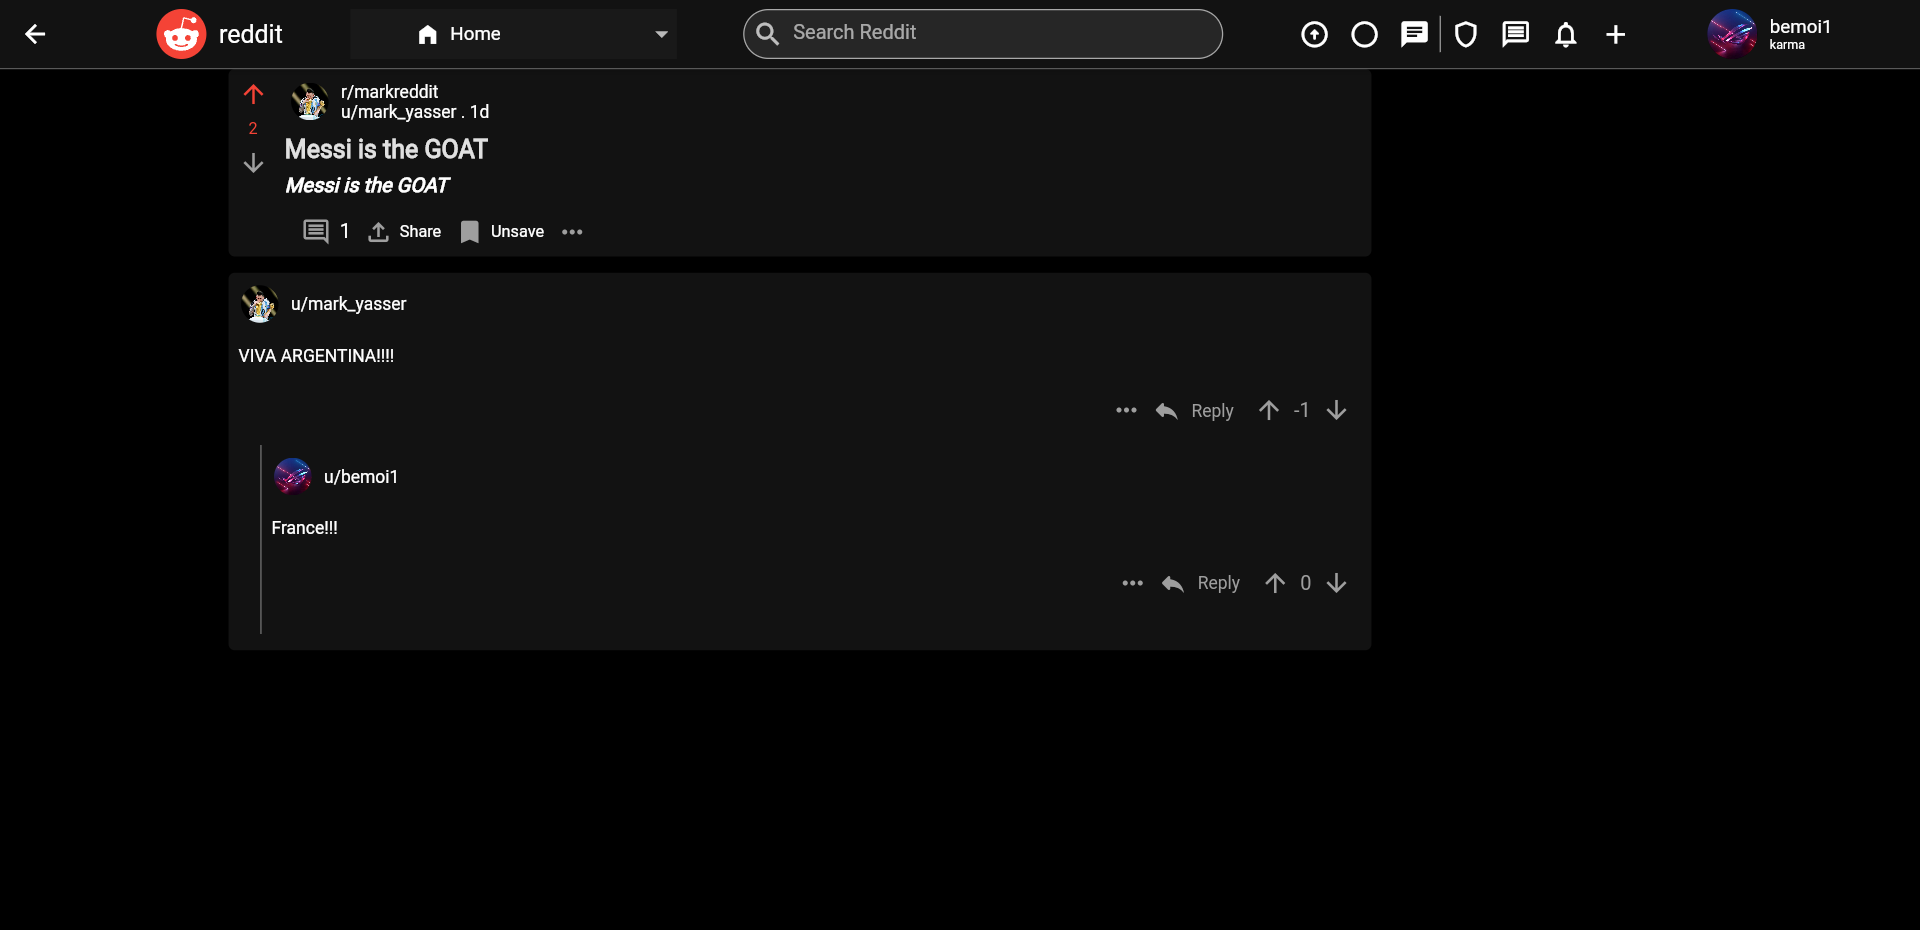 reddit
Home
Search Reddit
bemoi1
karma
r/markreddit
u/mark_yasser . 1d
2
Messi is the GOAT
Messi is the GOAT
1 Share Unsave
u/mark_yasser
VIVA ARGENTINA!!!!
Reply -1
u/bemoi1
France!!!
Reply 0